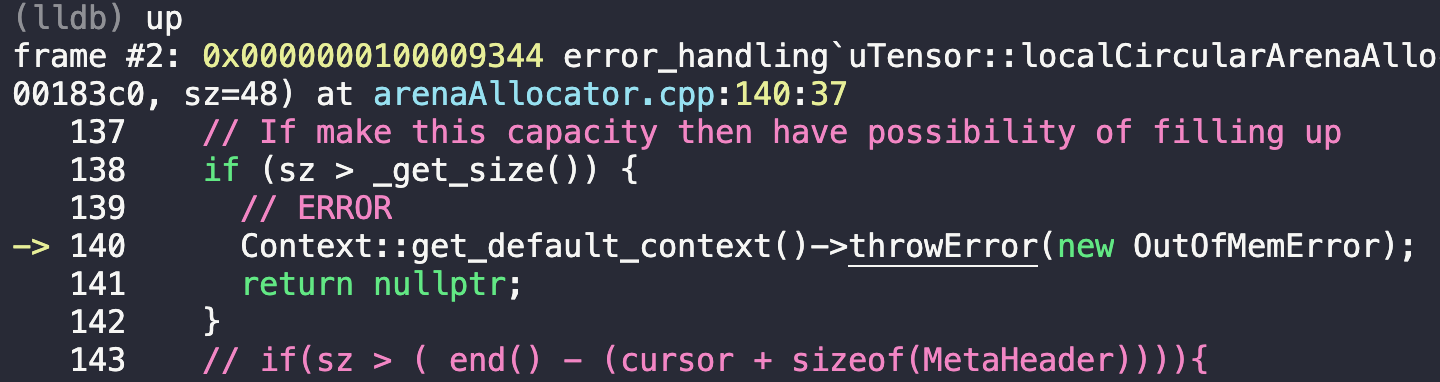 (lldb) up
frame #2: 0x0000000100009344 error_handling`uTensor::localCircularArenaAllo
00183c0, sz=48) at arenaAllocator.cpp:140:37
137 // If make this capacity then have possibility of filling up
138 if (sz > _get_size()) {
139 // ERROR
-> 140 Context::get_default_context()->throwError(new OutOfMemError);
141 return nullptr;
142 }
143 // if(sz > ( end() - (cursor + sizeof(MetaHeader)))){